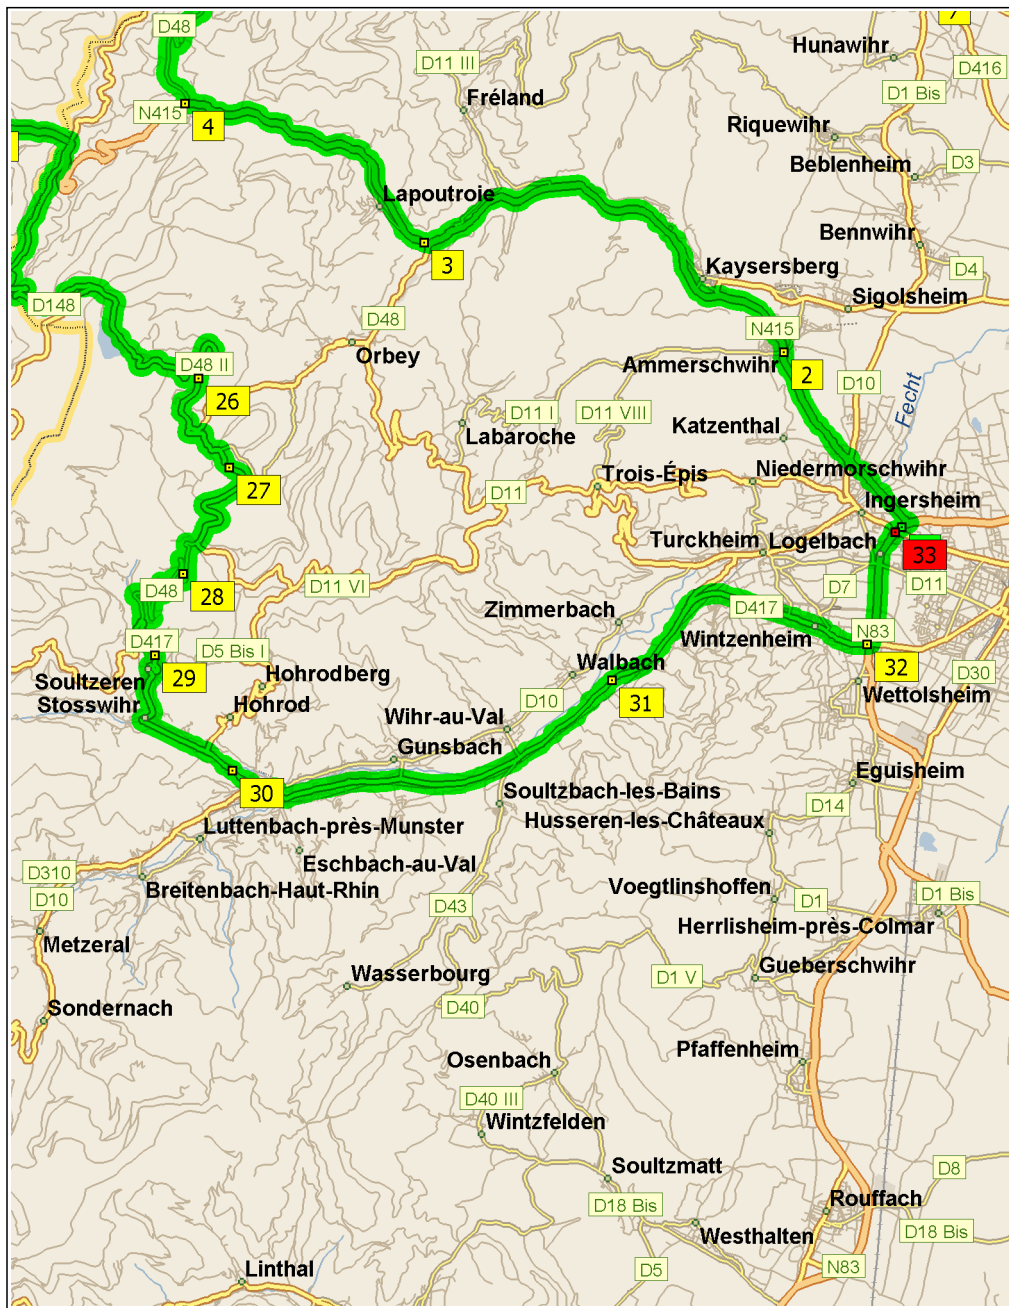 D48
7
Hunawihr
D11 III
D416
Fréland
D1 Bis
N415
4
Riquewihr
Beblenheim
D3
Lapoutroie
Bennwihr
3
Kaysersberg
D4
D148
Sigolsheim
D48
N415
Orbey
D48 II
Ammerschwihr
2
26
D10
Fecht
D11 I
D11 VIII
Labaroche
Katzenthal
Trois-Épis
Niedermorschwihr
27
D11
Ingersheim
Turckheim
Logelbach
33
D48
28
D11 VI
D7
D11
Zimmerbach
D417
D417
D5 Bis I
Wintzenheim
N83
Soultzeren
29
Hohrodberg
Walbach
32
D30
Stosswihr
Hohrod
D10
31
Wettolsheim
Wihr-au-Val
Gunsbach
30
Soultzbach-les-Bains
Eguisheim
D14
Luttenbach-près-Munster
Husseren-les-Châteaux
Eschbach-au-Val
D310
Breitenbach-Haut-Rhin
Voegtlinshoffen
D10
D43
D1
D1 Bis
Herrlisheim-près-Colmar
Metzeral
Wasserbourg
D1 V
Gueberschwihr
Sondernach
D40
Osenbach
Pfaffenheim
D40 III
Wintzfelden
Soultzmatt
D8
D18 Bis
Rouffach
Westhalten
D18 Bis
Linthal
D5
N83